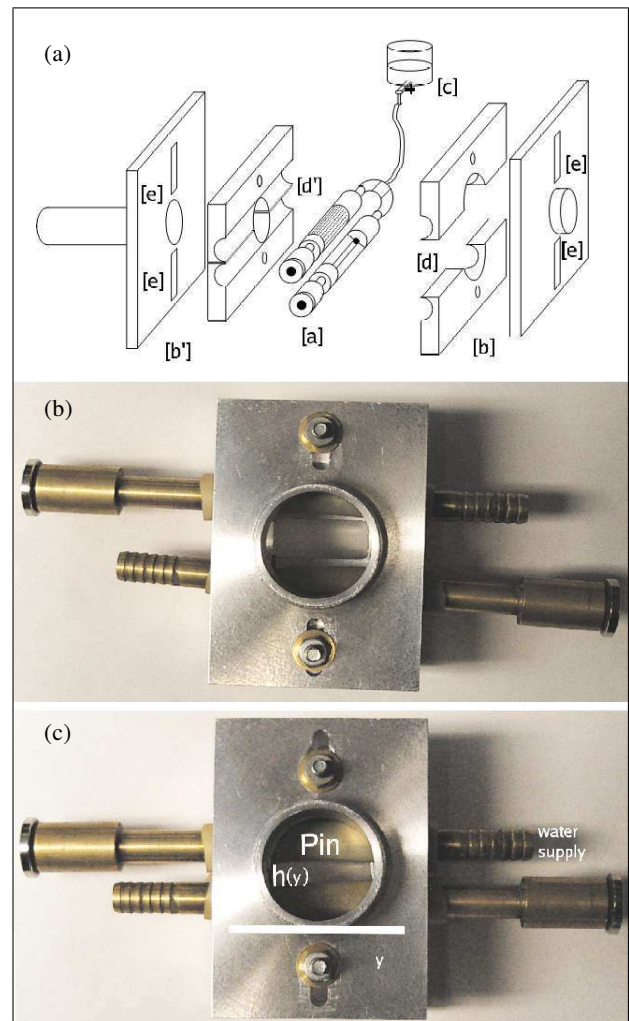 (a)
[c]
[e]
[d']
[e]
[e]
[d]
[e]
[a]
[b']
[b]
(b)
(c)
Pin
h(y)
water
supply
y